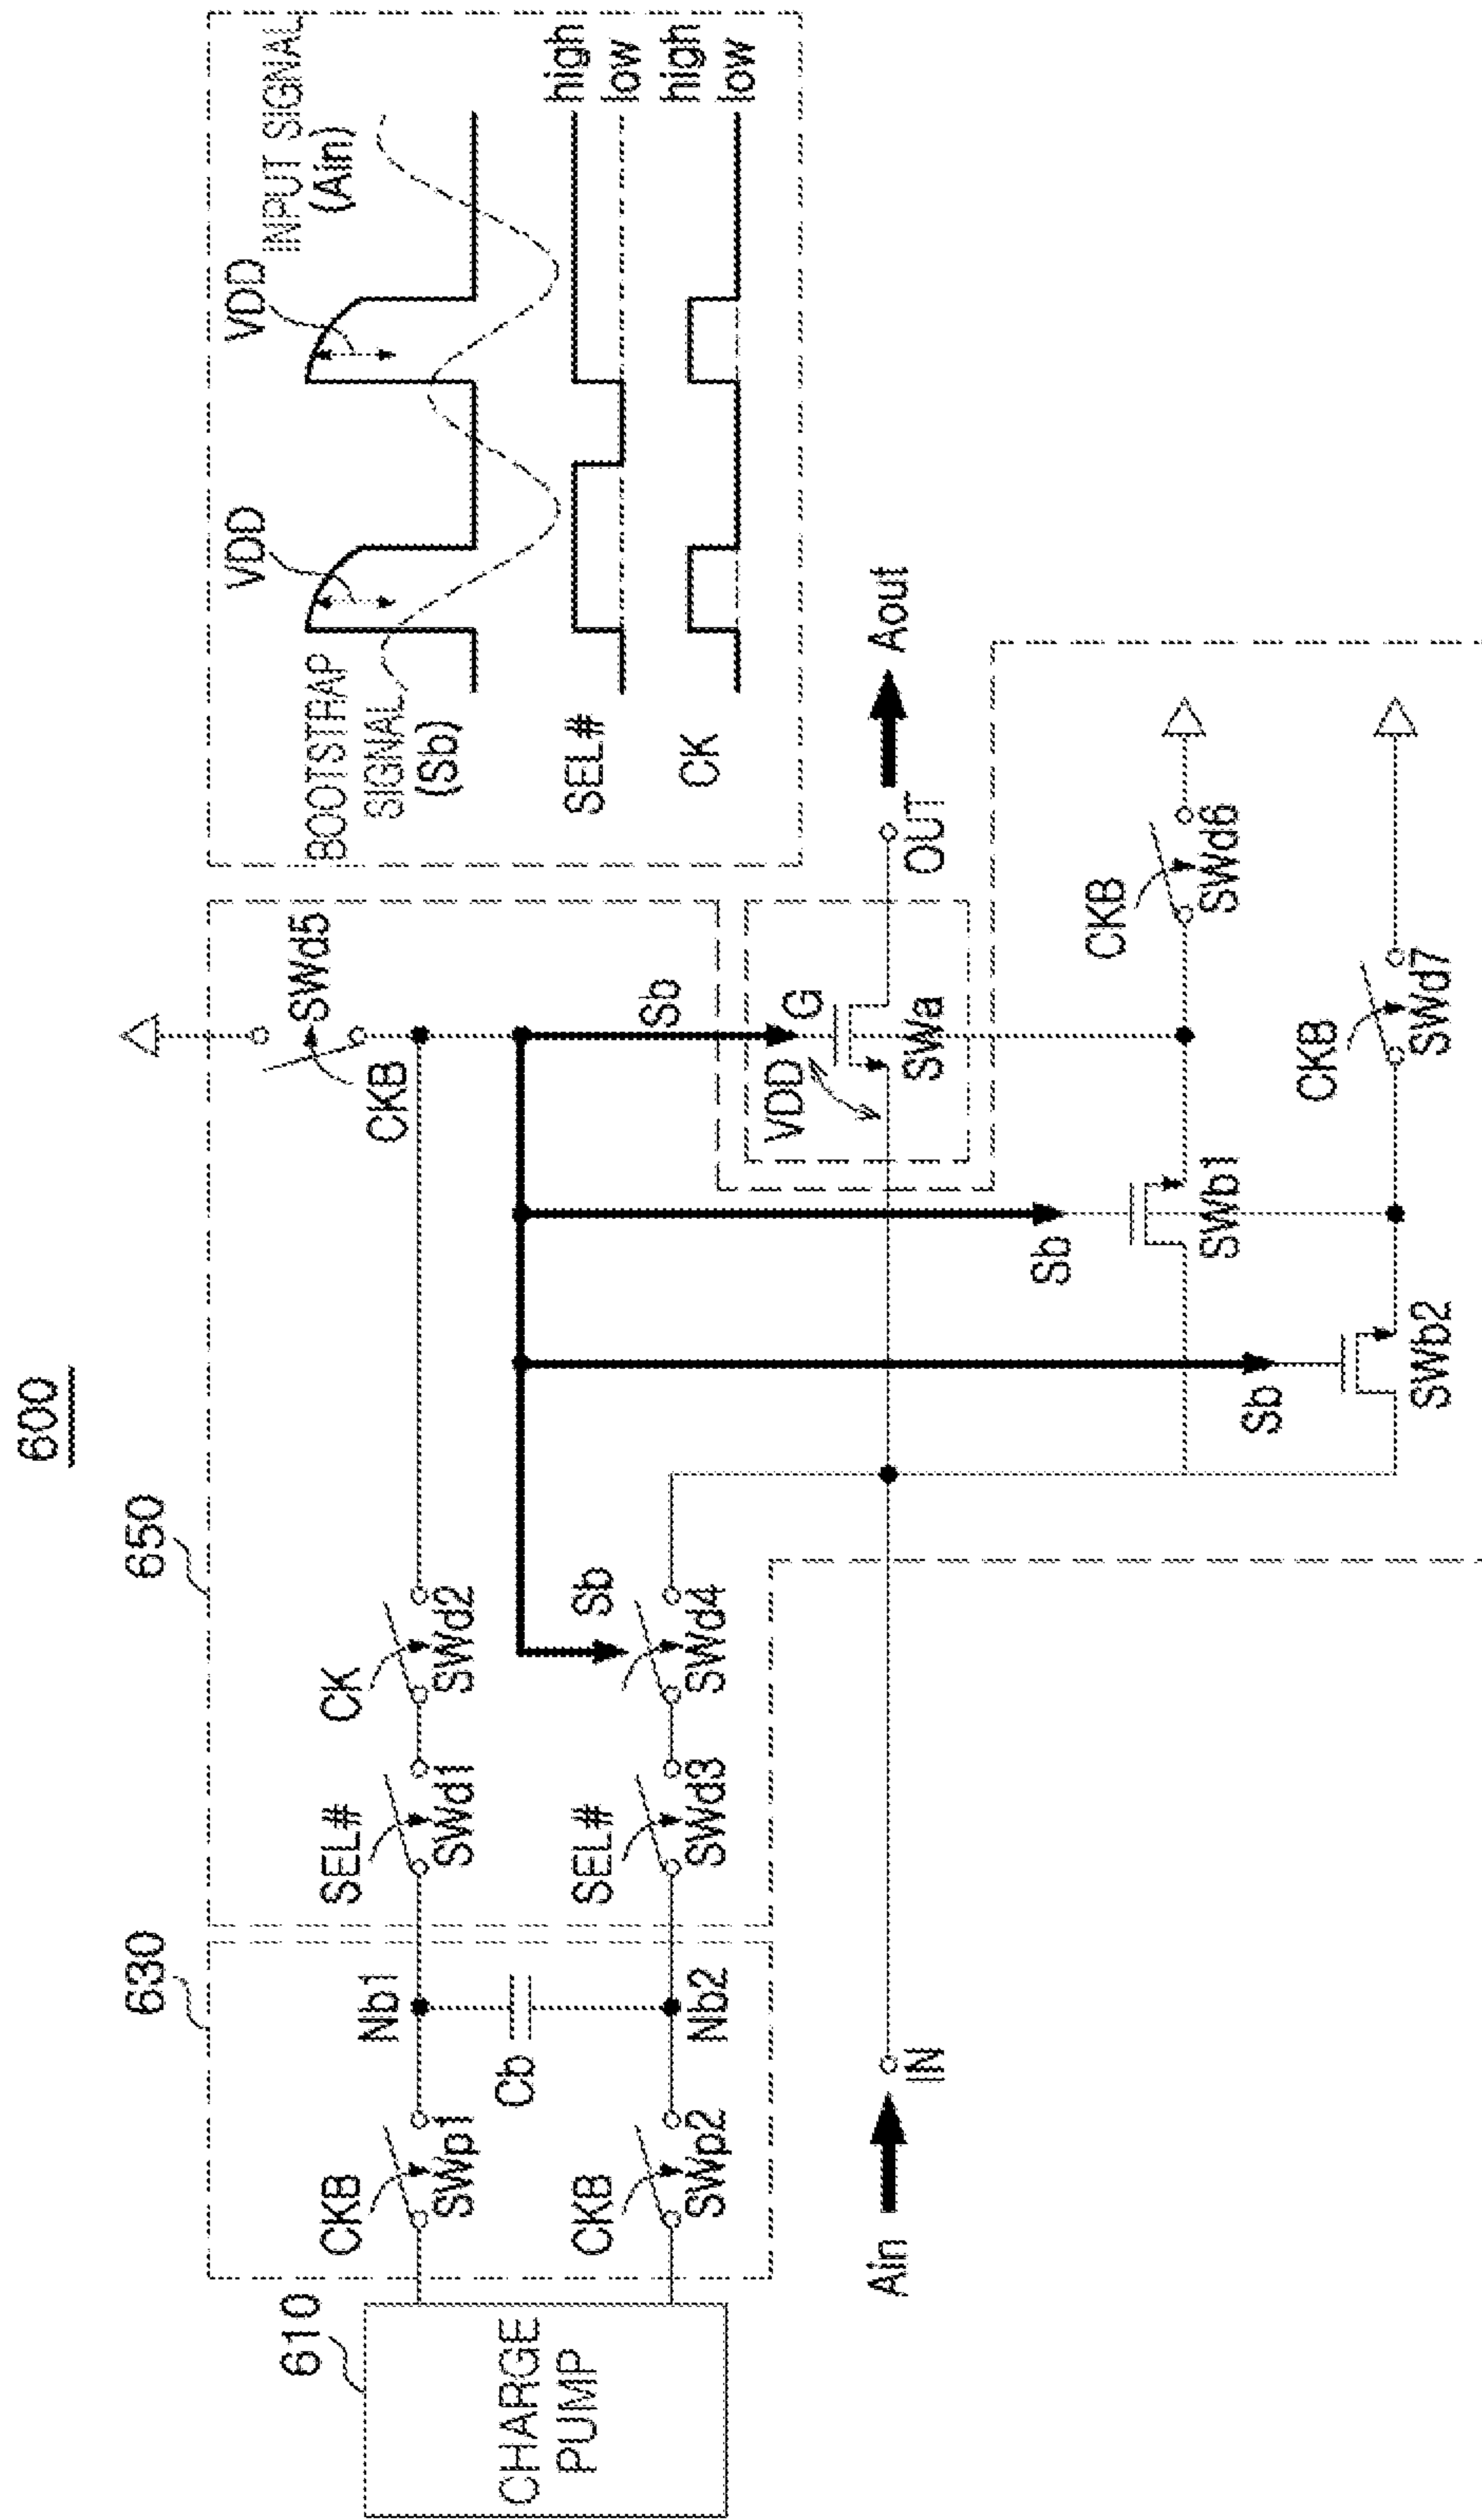 600
610
CHARGE
PUMP
630
CKB
SWp1
Nb1
Cb
CKB
SWp2
Nb2
650
SEL#
SWd1
CK
SWd2
SEL#
SWd3
Sb
SWd4
CKB
SWd5
Sb
VDD
G
SWa
Ain
IN
OUT
Aout
Sb
SWb1
CKB
SWd6
Sb
SWb2
CKB
SWd7
VDD
VDD
INPUT SIGNAL
(Ain)
BOOTSTRAP
SIGNAL
(Sb)
SEL#
high
low
CK
high
low